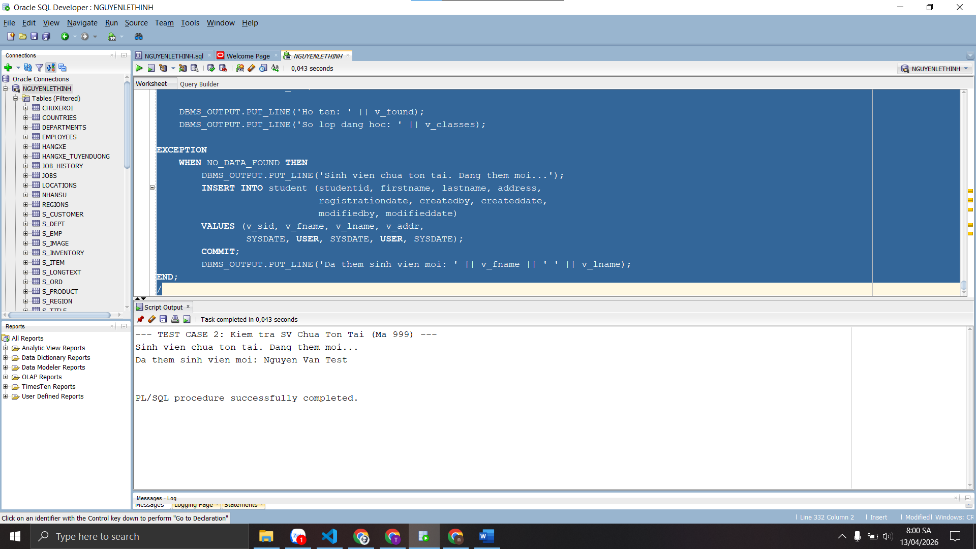 Oracle SQL Developer : NGUYENLETHINH
File Edit View Navigate Run Source Team Tools Window Help
Connections
NGUYENLETHINH.sql
Welcome Page
NGUYENLETHINH
0,043 seconds
NGUYENLETHINH
Worksheet
Query Builder
Oracle Connections
NGUYENLETHINH
Tables (Filtered)
CHUXEROI
COUNTRIES
DEPARTMENTS
EMPLOYEES
HANGXE
HANGXE_TUYENDUONG
JOB_HISTORY
JOBS
LOCATIONS
NHANSU
REGIONS
S_CUSTOMER
S_DEPT
S_EMP
S_IMAGE
S_INVENTORY
S_ITEM
S_LONGTEXT
S_ORD
S_PRODUCT
S_REGION
S_TITLE
DBMS_OUTPUT.PUT_LINE('Ho ten: ' || v_found);
DBMS_OUTPUT.PUT_LINE('So lop dang hoc: ' || v_classes);
EXCEPTION
WHEN NO_DATA_FOUND THEN
DBMS_OUTPUT.PUT_LINE('Sinh vien chua ton tai. Dang them moi...');
INSERT INTO student (studentid, firstname, lastname, address,
registrationdate, createdby, createddate,
modifiedby, modifieddate)
VALUES (v_sid, v_fname, v_lname, v_addr,
SYSDATE, USER, SYSDATE, USER, SYSDATE);
COMMIT;
DBMS_OUTPUT.PUT_LINE('Da them sinh vien moi: ' || v_fname || ' ' || v_lname);
END;
/
Script Output
Task completed in 0,043 seconds
--- TEST CASE 2: Kiem tra SV Chua Ton Tai (Ma 999) ---
Sinh vien chua ton tai. Dang them moi...
Da them sinh vien moi: Nguyen Van Test
PL/SQL procedure successfully completed.
Reports
All Reports
Analytic View Reports
Data Dictionary Reports
Data Modeler Reports
OLAP Reports
TimesTen Reports
User Defined Reports
Messages - Log
Messages
Logging Page
Statements
Click on an identifier with the Control key down to perform "Go to Declaration"
Line 332 Column 2
Insert
Modified
Windows: CR
Type here to search
8:00 SA
13/04/2026